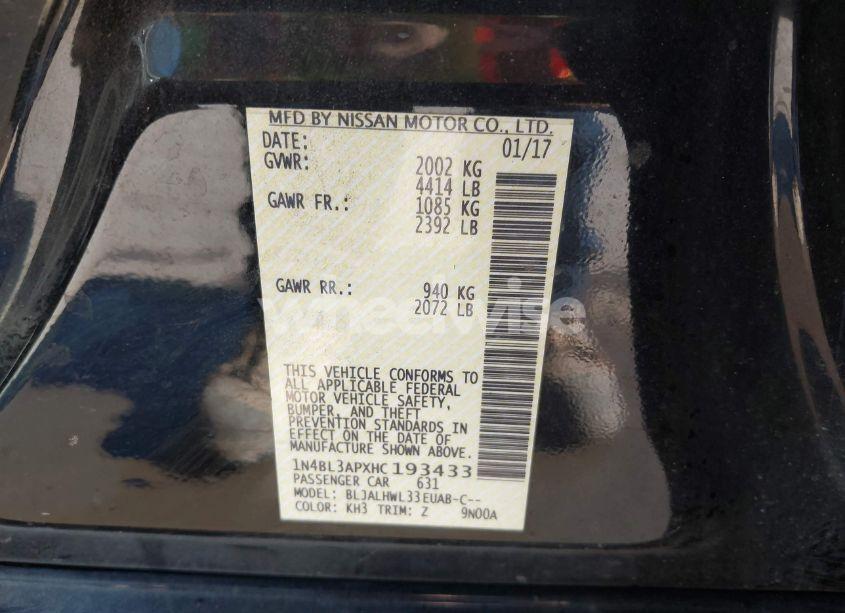 MFD BY NISSAN MOTOR CO., LTD.
DATE: 01/17
GVWR: 2002 KG
4414 LB
GAWR FR.: 1085 KG
2392 LB
GAWR RR.: 940 KG
2072 LB
wheelwise
THIS VEHICLE CONFORMS TO
ALL APPLICABLE FEDERAL
MOTOR VEHICLE SAFETY,
BUMPER, AND THEFT
PREVENTION STANDARDS IN
EFFECT ON THE DATE OF
MANUFACTURE SHOWN ABOVE.
1N4BL3APXHC193433
PASSENGER CAR 631
MODEL: BLJALHWL33EUAB-C--
COLOR: KH3 TRIM: Z 9N00A